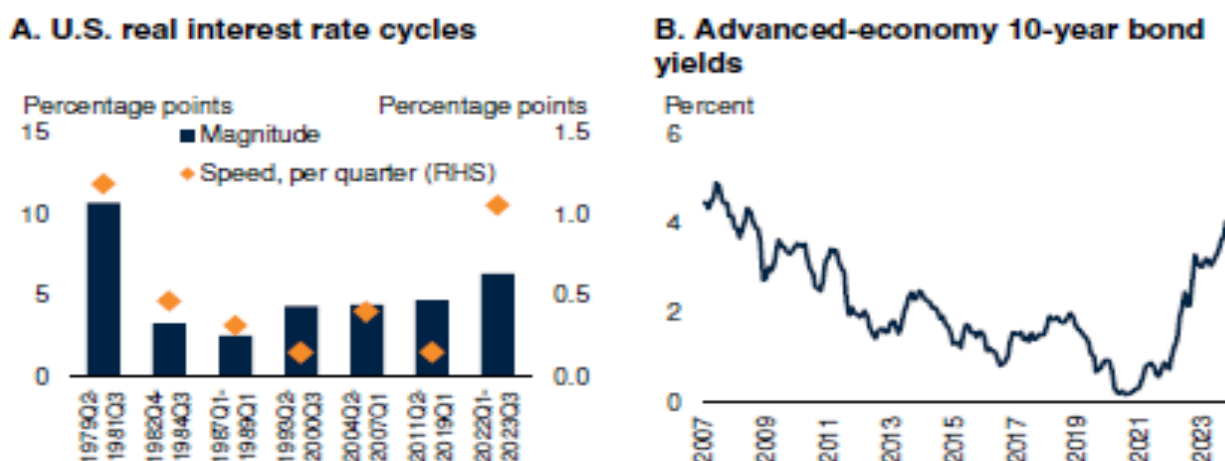 A. U.S. real interest rate cycles
Percentage points
Percentage points
15
1.5
Magnitude
Speed, per quarter (RHS)
10
1.0
5
0.5
0
0.0
1979Q2-
1981Q3
1982Q4-
1984Q3
1987Q1-
1989Q1
1993Q2-
2000Q3
2004Q2-
2007Q1
2011Q2-
2019Q1
2022Q1-
2023Q3
B. Advanced-economy 10-year bond
yields
Percent
6
4
2
0
2007
2009
2011
2013
2015
2017
2019
2021
2023